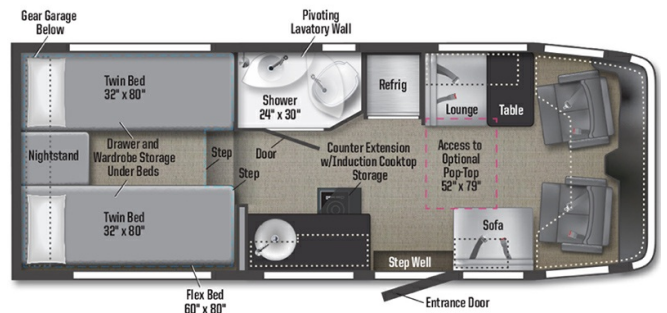 Gear Garage
Below
Pivoting
Lavatory Wall
Twin Bed
32" x 80"
Shower
24" x 30"
Refrig
Lounge
Table
Nightstand
Drawer and
Wardrobe Storage
Under Beds
Step
Door
Step
Counter Extension
w/Induction Cooktop
Storage
Access to
Optional
Pop-Top
52" x 79"
Twin Bed
32" x 80"
Sofa
Step Well
Flex Bed
60" x 80"
Entrance Door